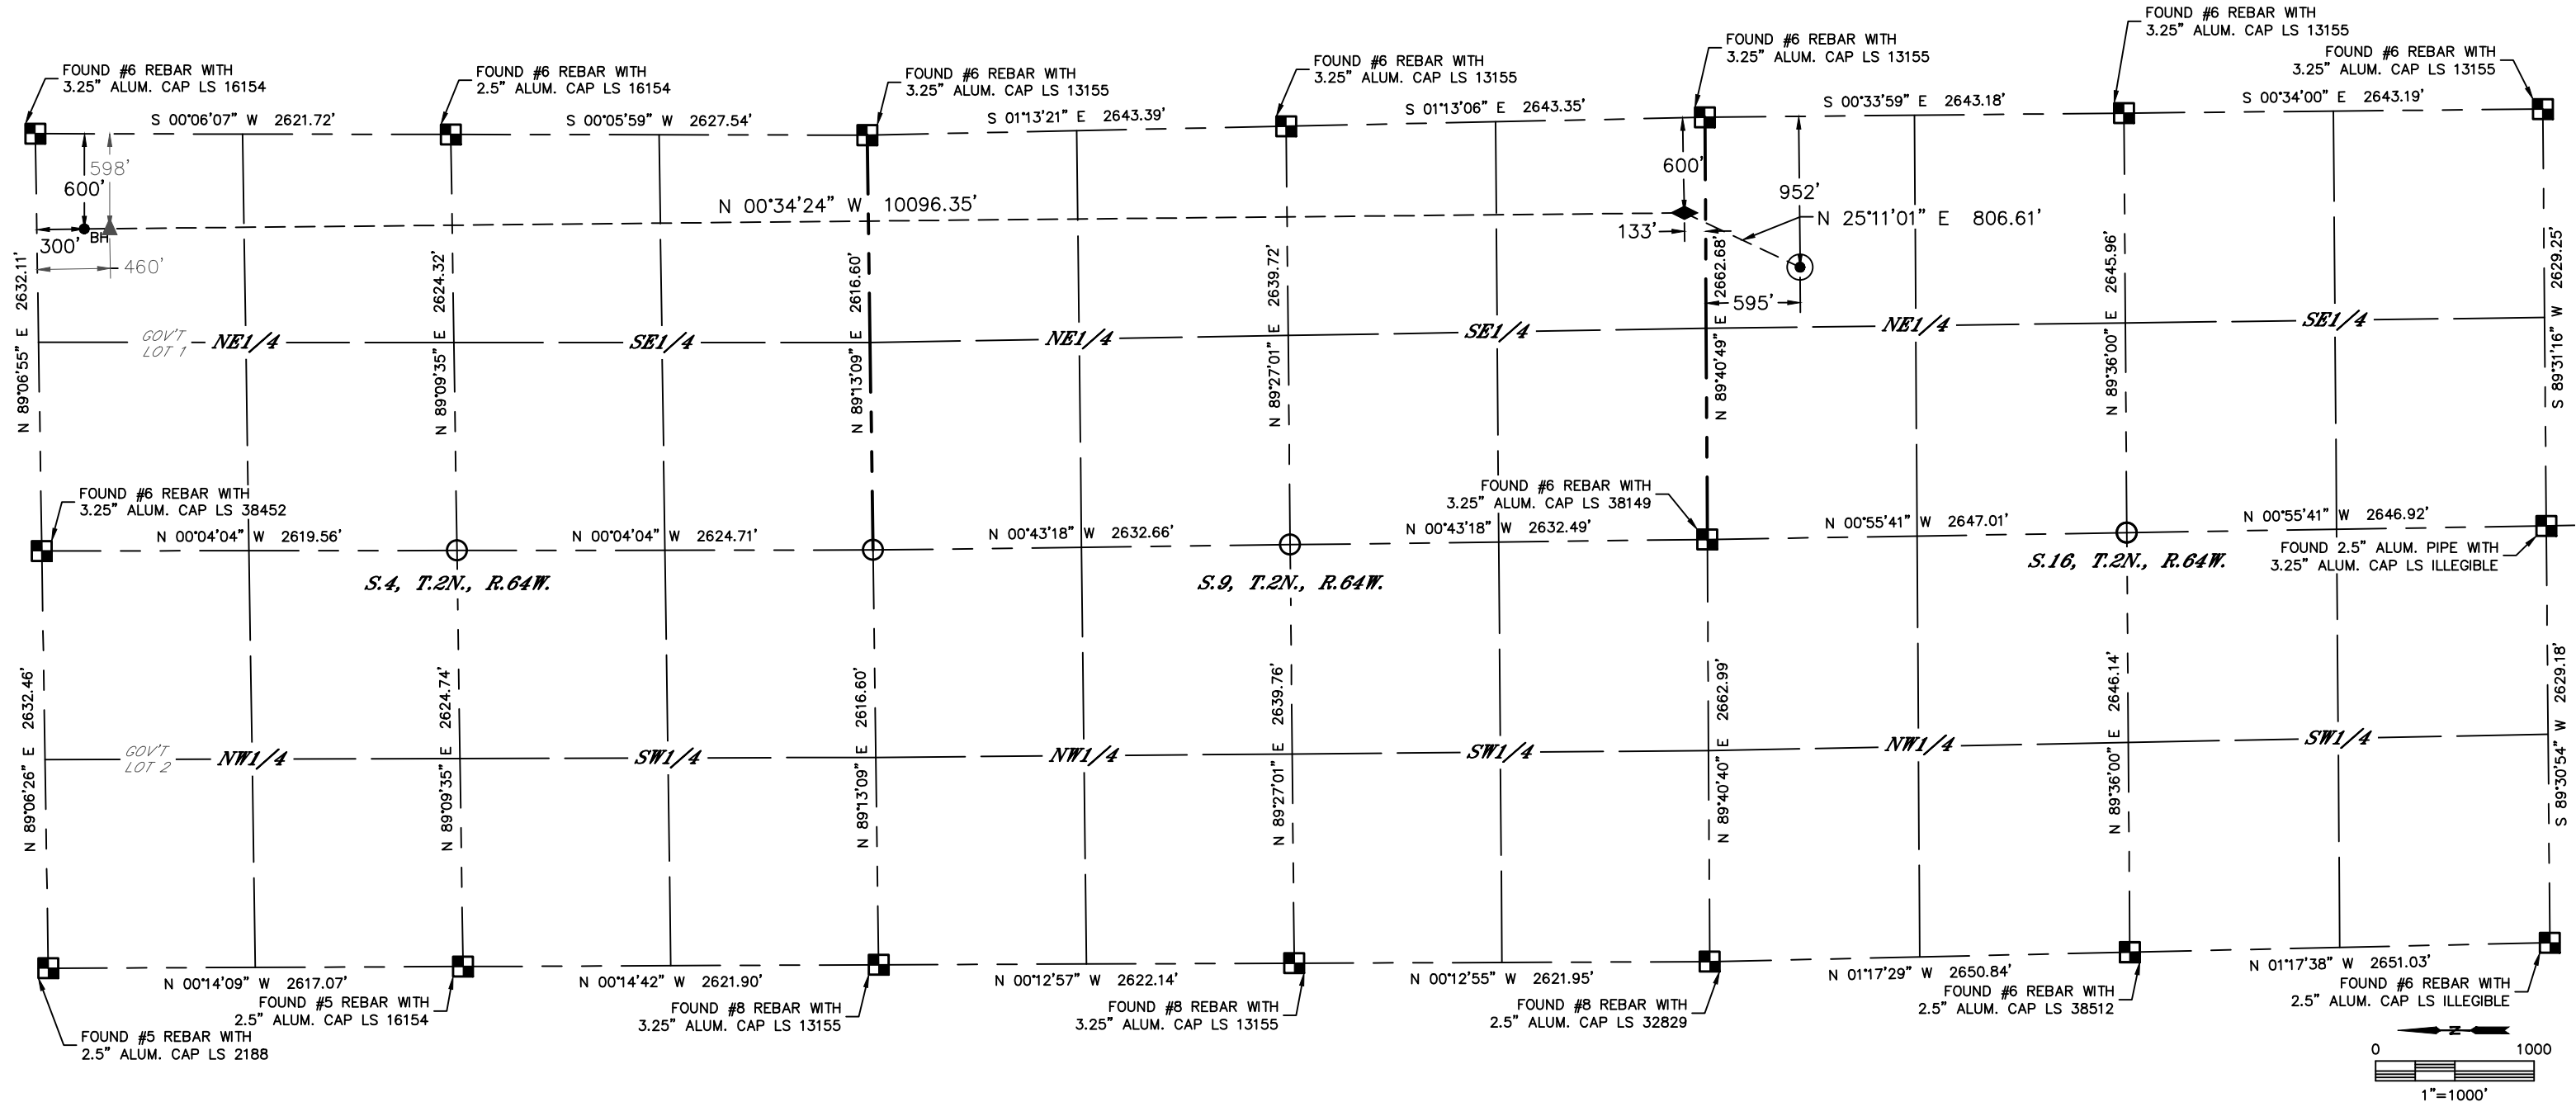 FOUND #6 REBAR WITH
3.25" ALUM. CAP LS 16154
FOUND #6 REBAR WITH
2.5" ALUM. CAP LS 16154
FOUND #6 REBAR WITH
3.25" ALUM. CAP LS 13155
FOUND #6 REBAR WITH
3.25" ALUM. CAP LS 13155
FOUND #6 REBAR WITH
3.25" ALUM. CAP LS 13155
FOUND #6 REBAR WITH
3.25" ALUM. CAP LS 13155
FOUND #6 REBAR WITH
3.25" ALUM. CAP LS 13155
S 00°06'07" W 2621.72'
S 00°05'59" W 2627.54'
S 01°13'21" E 2643.39'
S 01°13'06" E 2643.35'
S 00°33'59" E 2643.18'
S 00°34'00" E 2643.19'
598'
600'
BH
300'
460'
N 00°34'24" W 10096.35'
600'
952'
133'
N 25°11'01" E 806.61'
595'
N 89°06'55" E 2632.11'
N 89°09'35" E 2624.32'
N 89°13'09" E 2616.60'
N 89°27'01" E 2639.72'
N 89°40'49" E 2662.68'
N 89°36'00" E 2645.96'
S 89°31'16" W 2629.25'
GOV'T
LOT 1
NE1/4
SE1/4
NE1/4
SE1/4
NE1/4
SE1/4
FOUND #6 REBAR WITH
3.25" ALUM. CAP LS 38452
FOUND #6 REBAR WITH
3.25" ALUM. CAP LS 38149
N 00°04'04" W 2619.56'
N 00°04'04" W 2624.71'
N 00°43'18" W 2632.66'
N 00°43'18" W 2632.49'
N 00°55'41" W 2647.01'
N 00°55'41" W 2646.92'
FOUND 2.5" ALUM. PIPE WITH
3.25" ALUM. CAP LS ILLEGIBLE
S.4, T.2N., R.64W.
S.9, T.2N., R.64W.
S.16, T.2N., R.64W.
N 89°06'26" E 2632.46'
N 89°09'35" E 2624.74'
N 89°13'09" E 2616.60'
N 89°27'01" E 2639.76'
N 89°40'40" E 2662.99'
N 89°36'00" E 2646.14'
S 89°30'54" W 2629.18'
GOV'T
LOT 2
NW1/4
SW1/4
NW1/4
SW1/4
NW1/4
SW1/4
N 00°14'09" W 2617.07'
N 00°14'42" W 2621.90'
N 00°12'57" W 2622.14'
N 00°12'55" W 2621.95'
N 01°17'29" W 2650.84'
N 01°17'38" W 2651.03'
FOUND #5 REBAR WITH
2.5" ALUM. CAP LS 2188
FOUND #5 REBAR WITH
2.5" ALUM. CAP LS 16154
FOUND #8 REBAR WITH
3.25" ALUM. CAP LS 13155
FOUND #8 REBAR WITH
3.25" ALUM. CAP LS 13155
FOUND #8 REBAR WITH
2.5" ALUM. CAP LS 32829
FOUND #6 REBAR WITH
2.5" ALUM. CAP LS 38512
FOUND #6 REBAR WITH
2.5" ALUM. CAP LS ILLEGIBLE
N
0 1000
1"=1000'